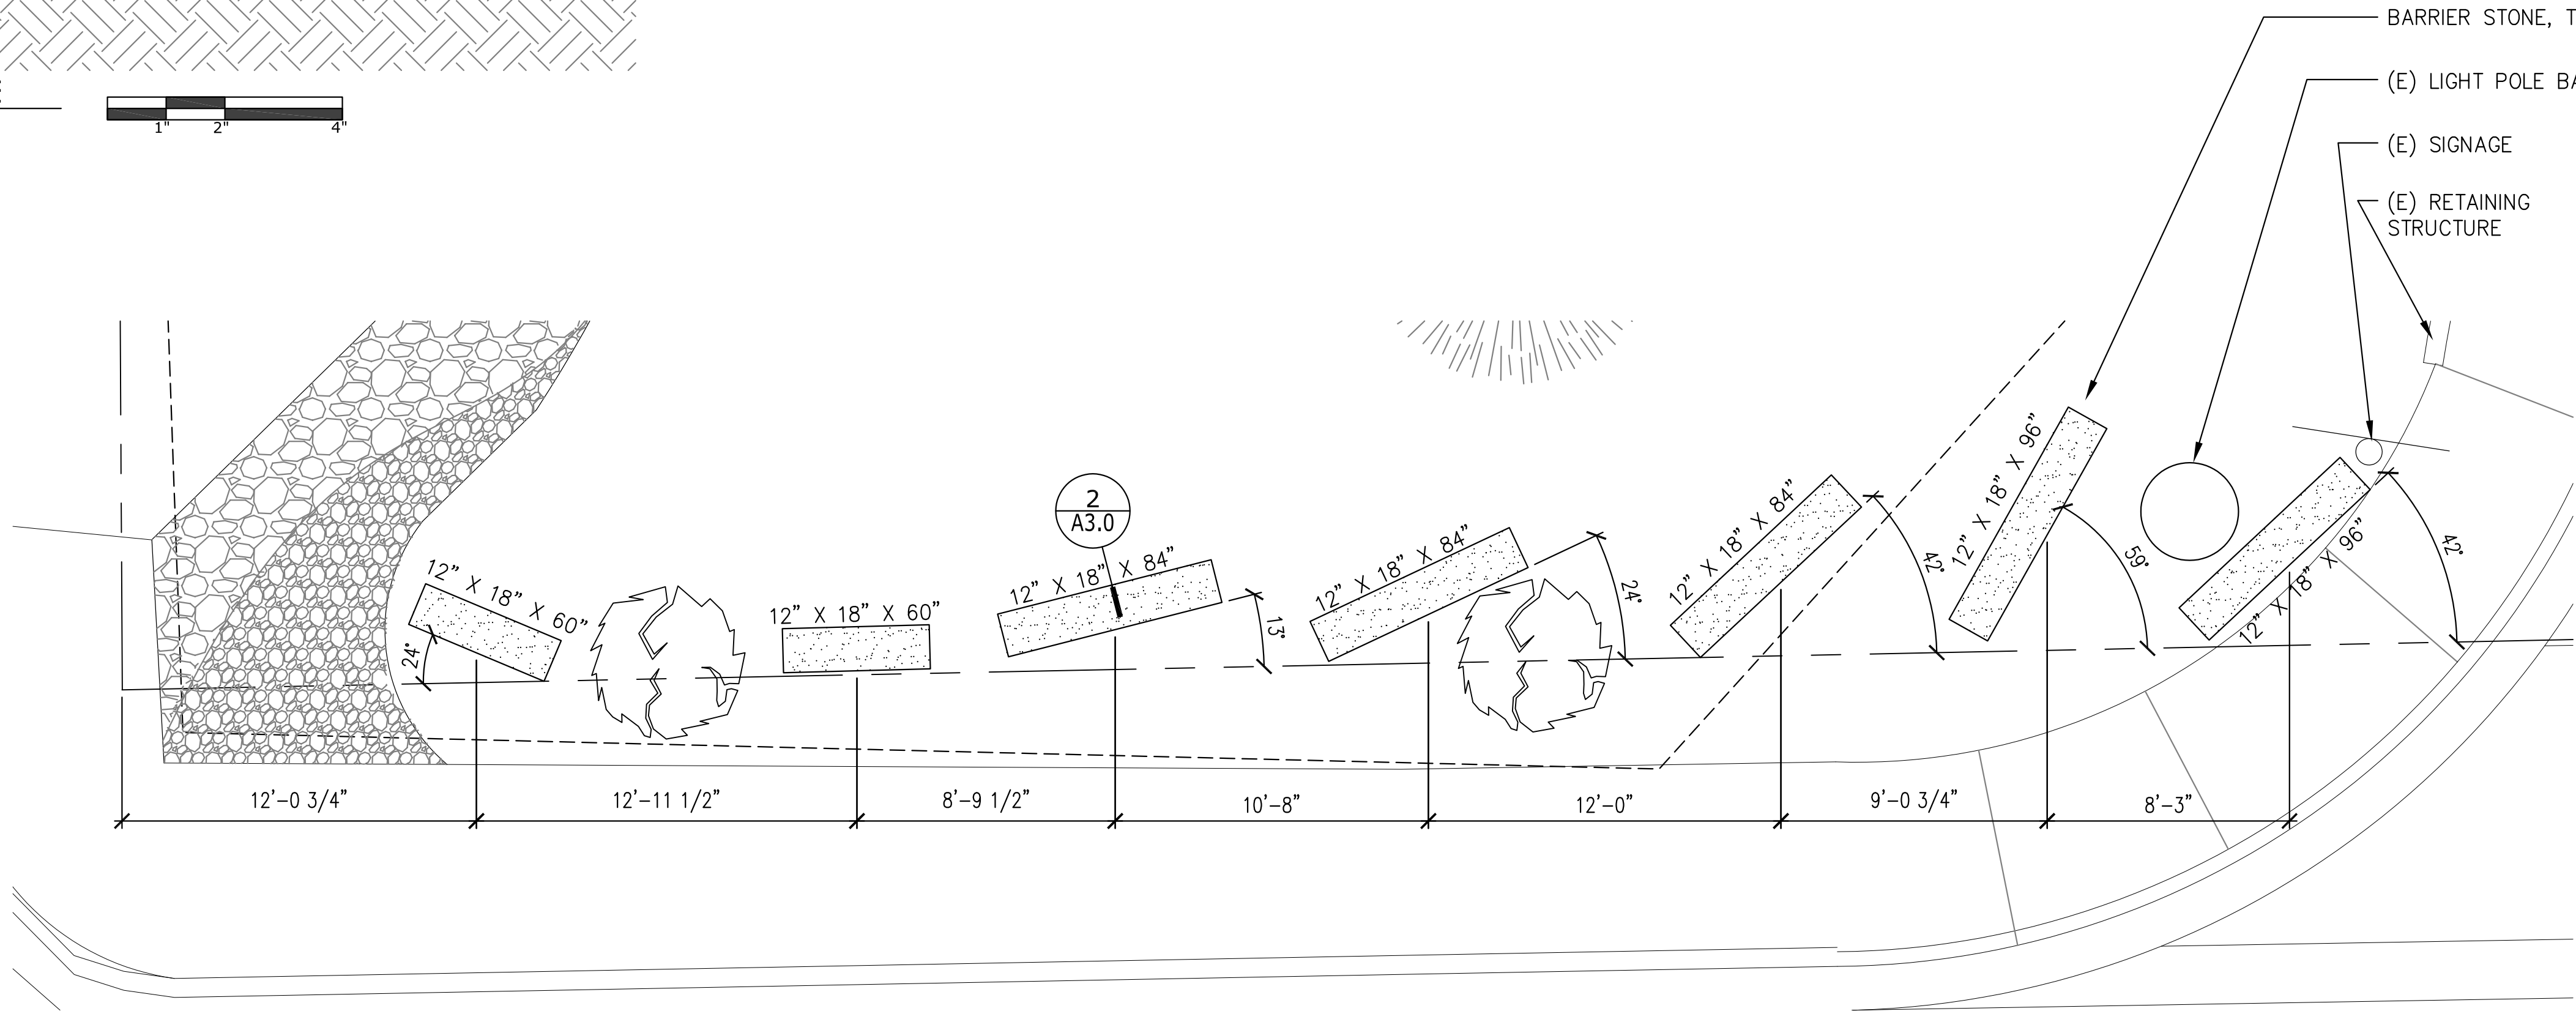 BARRIER STONE, T
(E) LIGHT POLE BA
(E) SIGNAGE
(E) RETAINING
STRUCTURE
1" 2" 4"
2
A3.0
12” X 18” X 60”
24°
12” X 18” X 60”
12” X 18” X 84”
13°
12” X 18” X 84”
24°
12” X 18” X 84”
42°
12” X 18” X 96”
59°
12” X 18” X 96”
42°
12’-0 3/4” 12’-11 1/2” 8’-9 1/2” 10’-8” 12’-0” 9’-0 3/4” 8’-3”